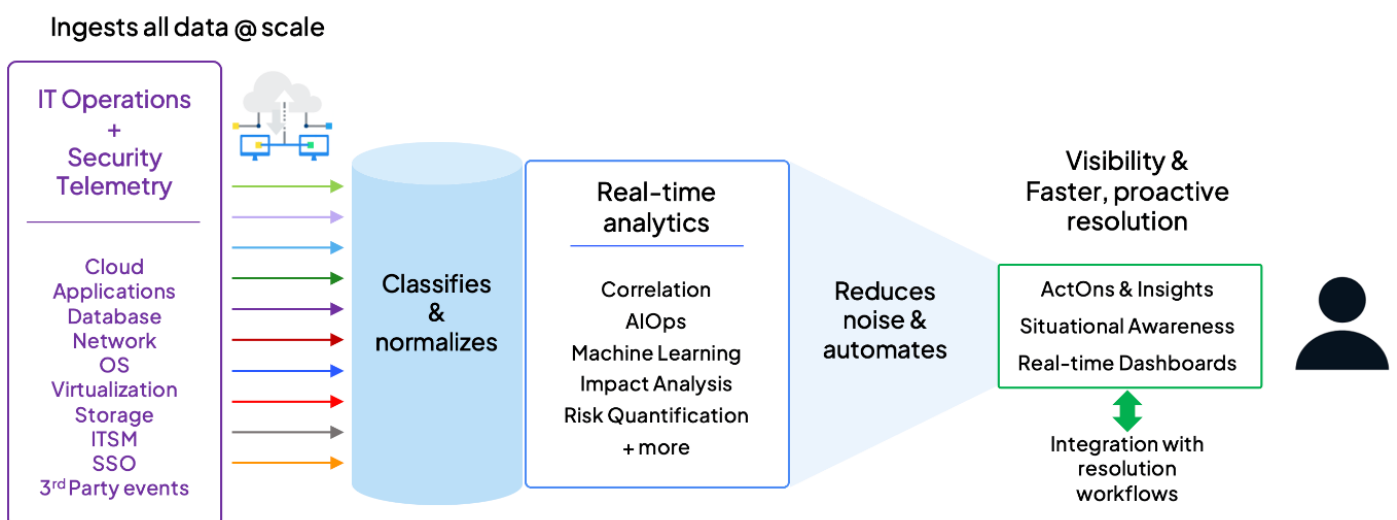 Ingests all data @ scale
IT Operations
+
Security
Telemetry
Cloud
Applications
Database
Network
OS
Virtualization
Storage
ITSM
SSO
3rd Party events
Classifies
&
normalizes
Real-time
analytics
Correlation
AIOps
Machine Learning
Impact Analysis
Risk Quantification
+ more
Reduces
noise &
automates
Visibility &
Faster, proactive
resolution
ActOns & Insights
Situational Awareness
Real-time Dashboards
Integration with
resolution
workflows